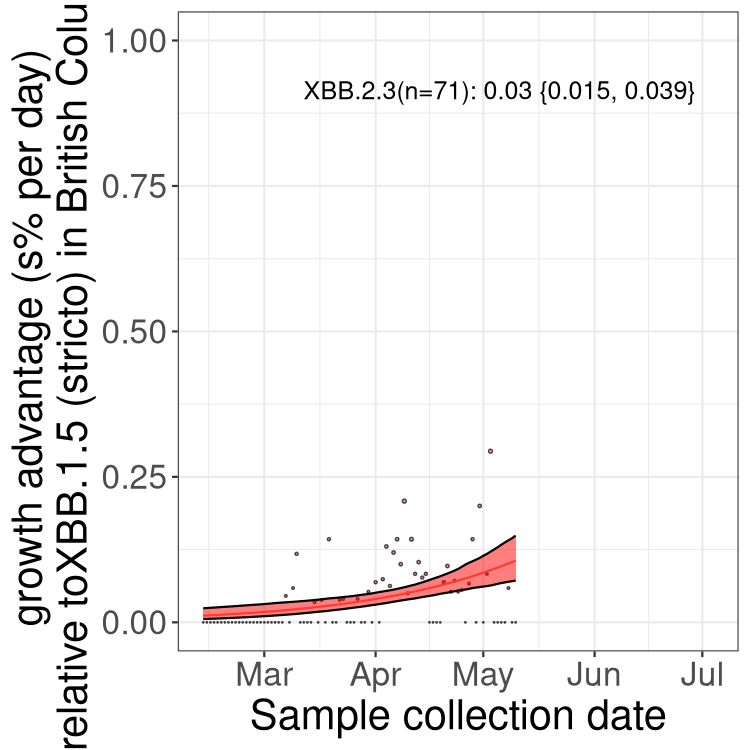 growth advantage (s% per day)
relative toXBB.1.5 (stricto) in British Colu
1.00
0.75
0.50
0.25
0.00
XBB.2.3(n=71): 0.03 {0.015, 0.039}
Mar Apr May Jun Jul
Sample collection date